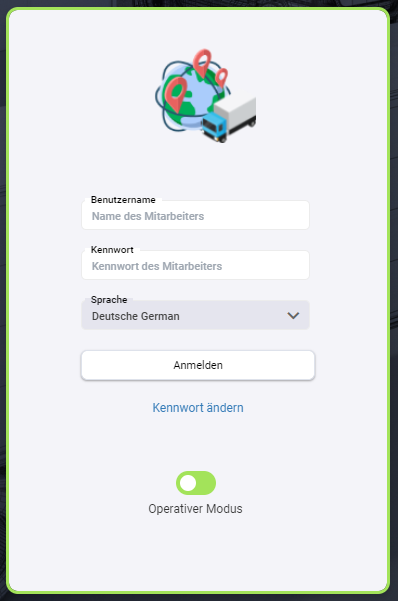 Benutzername
Name des Mitarbeiters
Kennwort
Kennwort des Mitarbeiters
Sprache
Deutsche German
Anmelden
Kennwort ändern
Operativer Modus